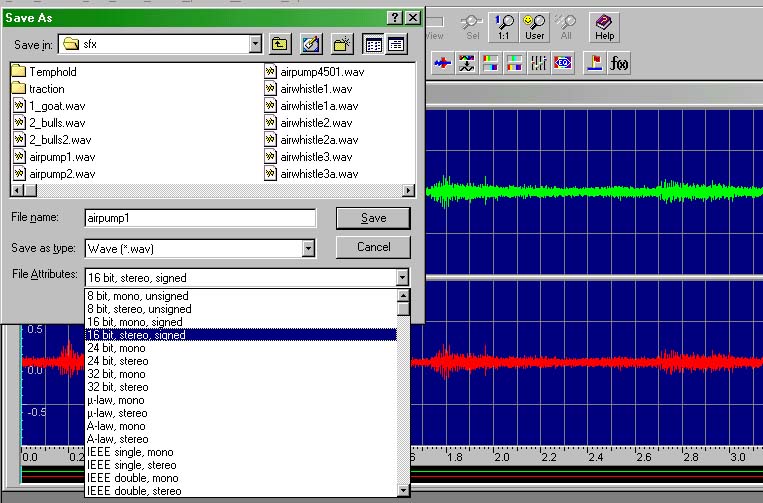 Save As
Save in: sfx
View Sel 1:1 User All Help
Temphold
traction
1_goat.wav
2_bulls.wav
2_bulls2.wav
airpump1.wav
airpump2.wav
airpump4501.wav
airwhistle1.wav
airwhistle1a.wav
airwhistle2.wav
airwhistle2a.wav
airwhistle3.wav
airwhistle3a.wav
EQ f(x)
File name: airpump1 Save
Save as type: Wave (*.wav) Cancel
File Attributes: 16 bit, stereo, signed
8 bit, mono, unsigned
8 bit, stereo, unsigned
16 bit, mono, signed
16 bit, stereo, signed
24 bit, mono
24 bit, stereo
32 bit, mono
32 bit, stereo
µ-law, mono
µ-law, stereo
A-law, mono
A-law, stereo
IEEE single, mono
IEEE single, stereo
IEEE double, mono
IEEE double, stereo
0.5
0.0
-0.5
0.0 0.2 1.8 2.0 2.2 2.4 2.6 2.8 3.0